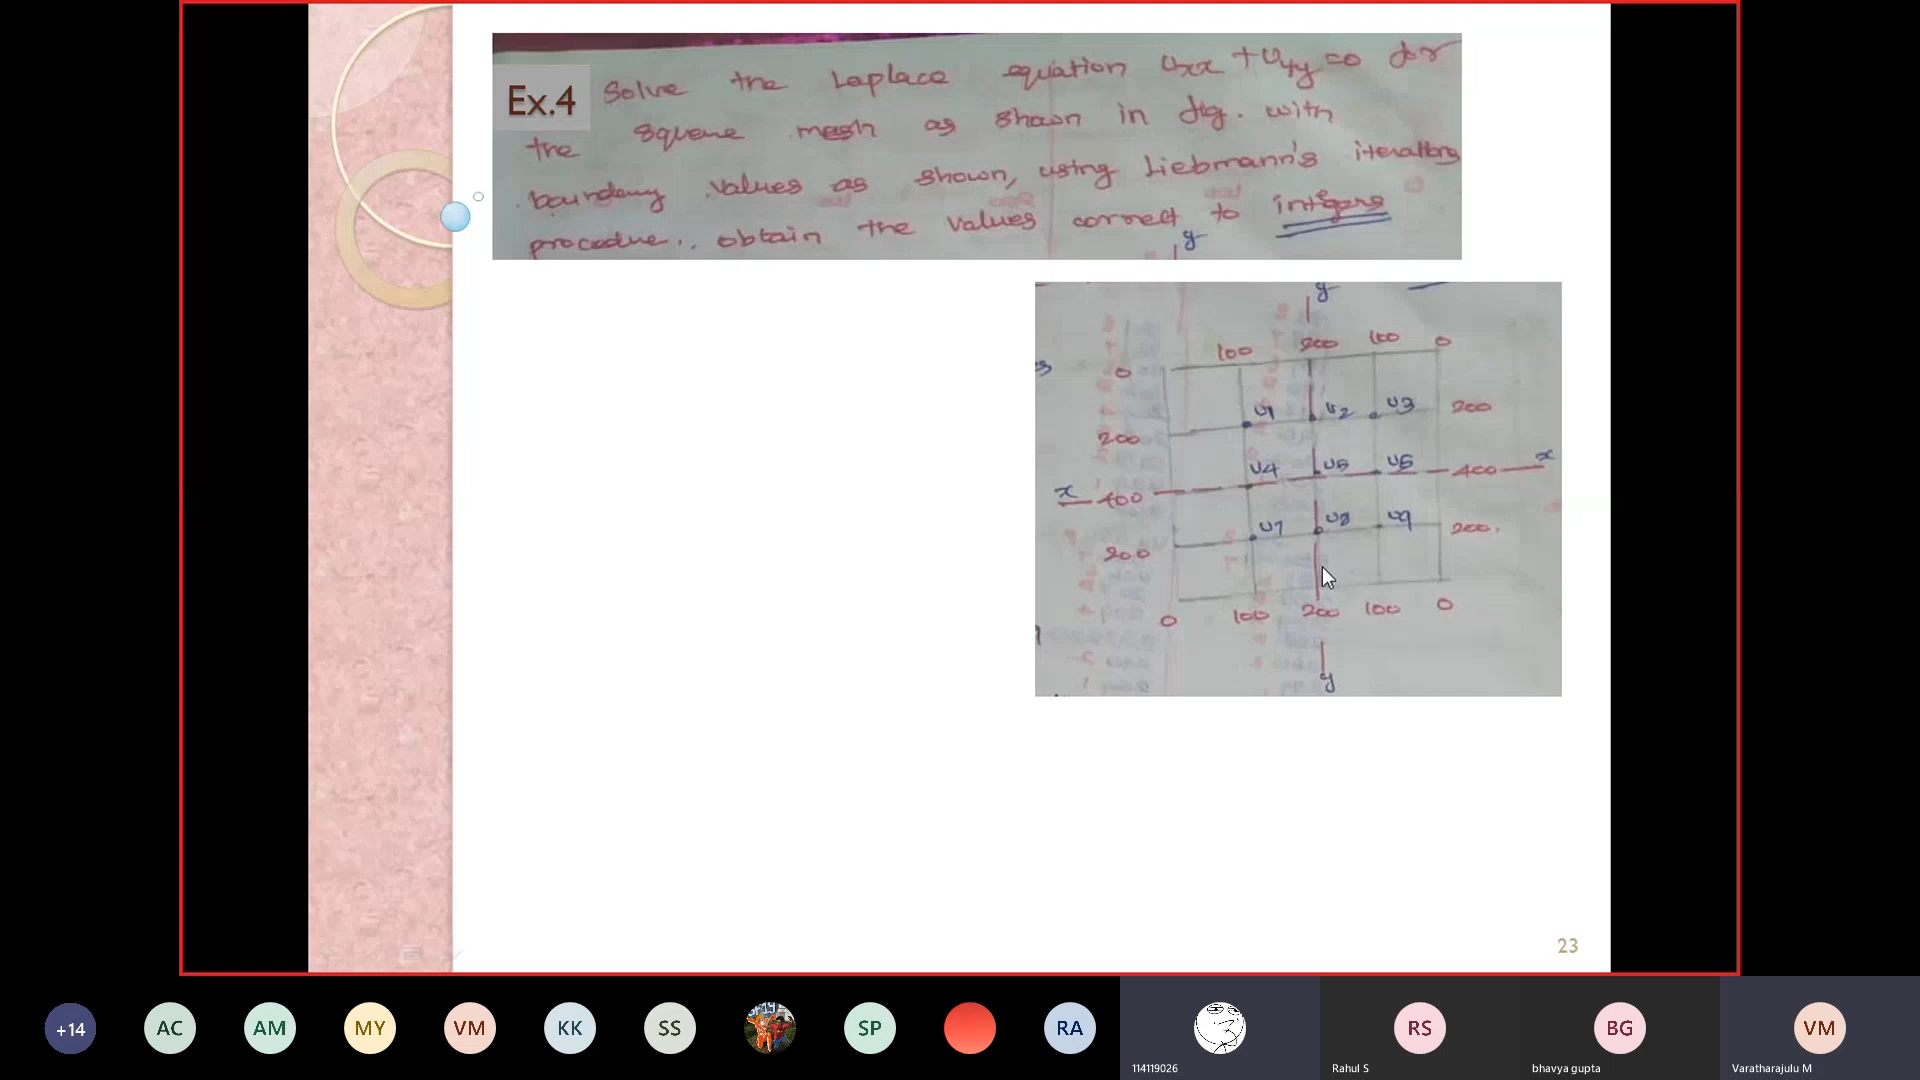 Ex.4
Solve the Laplace equation Uxx + Uyy = 0 for
the square mesh as shown in fig. with
boundary values as shown, using Liebmann's iteration
procedue.. obtain the values correct to integers
y
y
100 200 100 0
0
U1 U2 U3 200
200
U4 U5 U6 400 x
x 400
U7 U8 U9 200
200
0 100 200 100 0
y
23
+14 AC AM MY VM KK SS SP RA RS BG VM
114119026 Rahul S bhavya gupta Varatharajulu M